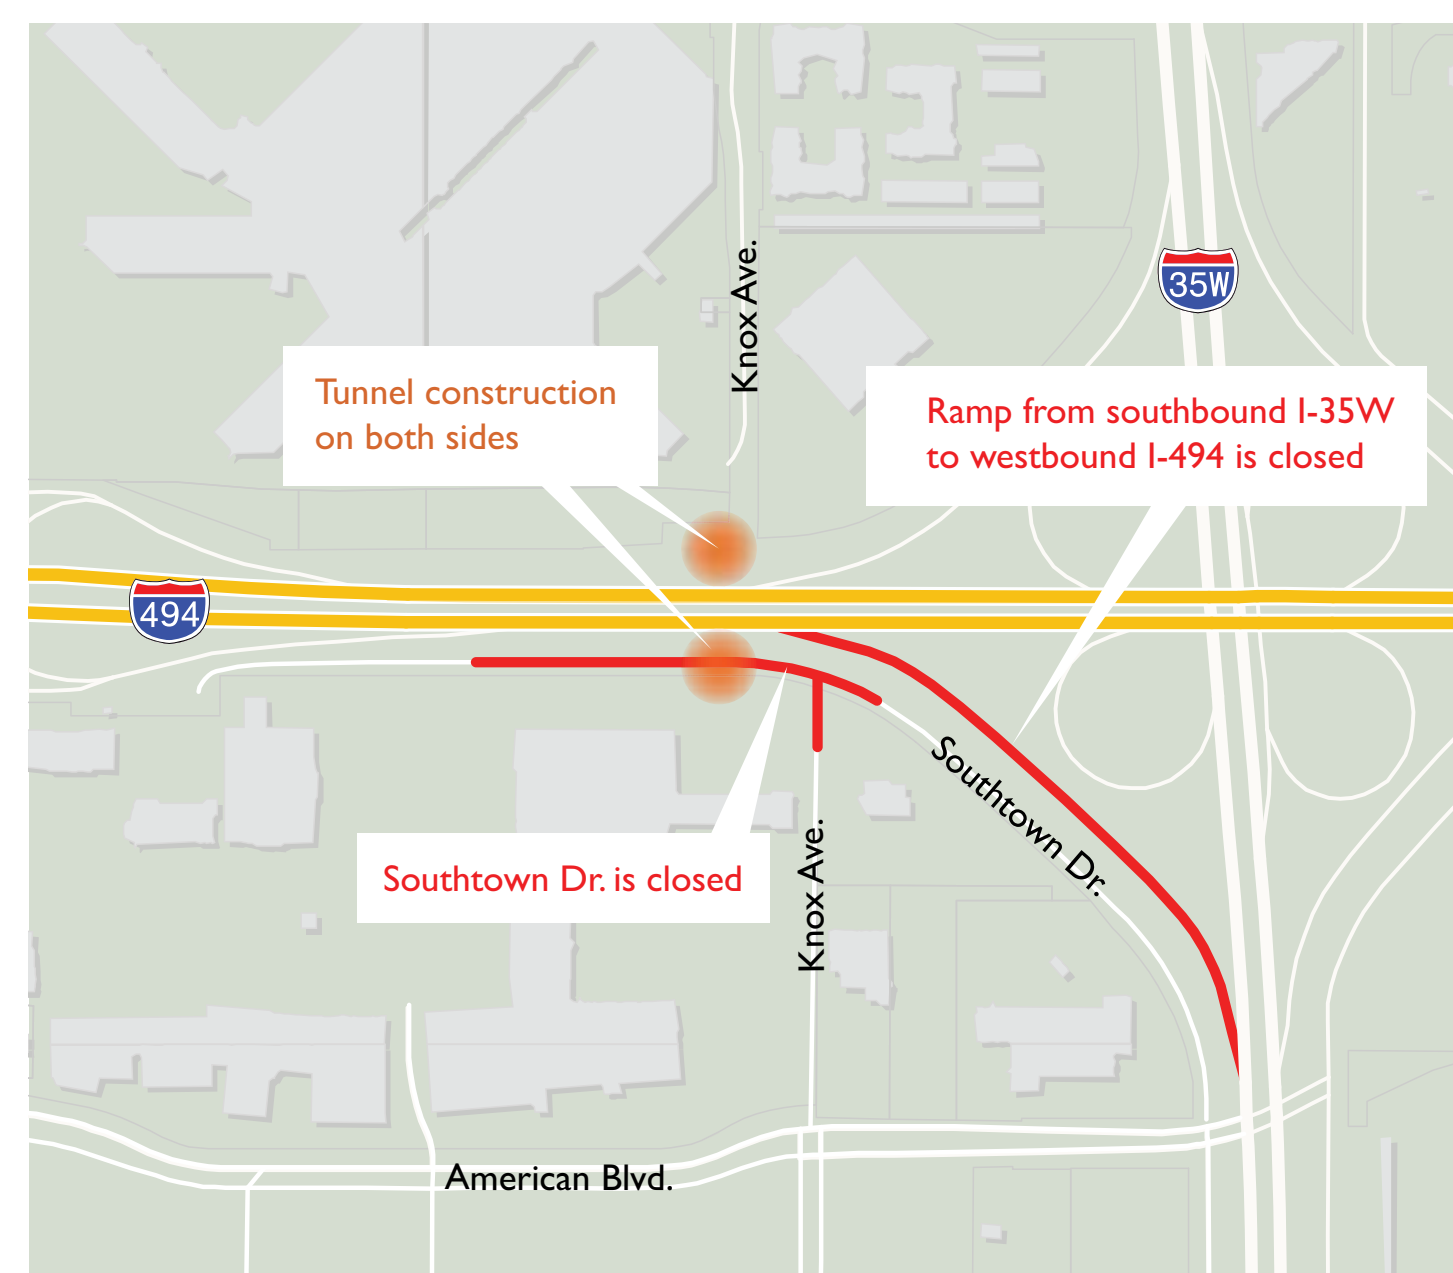 Knox Ave.
35W
Tunnel construction
on both sides
Ramp from southbound I-35W
to westbound I-494 is closed
494
Southtown Dr.
Southtown Dr. is closed
Knox Ave.
American Blvd.